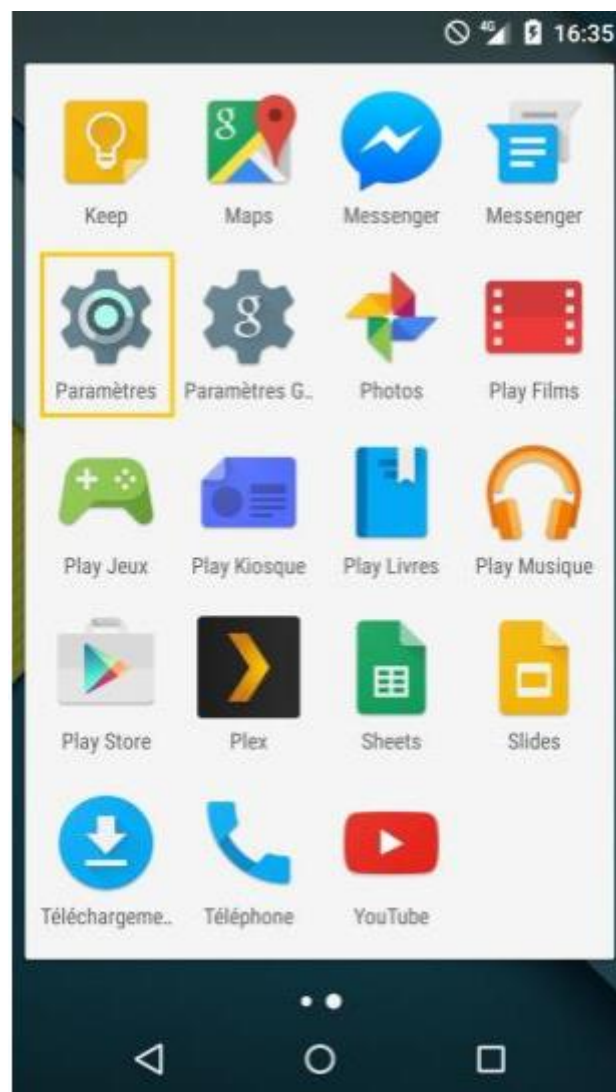 4G 16:35
Keep Maps Messenger Messenger
g
Paramètres Paramètres G.. Photos Play Films
Play Jeux Play Kiosque Play Livres Play Musique
Play Store Plex Sheets Slides
Téléchargeme.. Téléphone YouTube